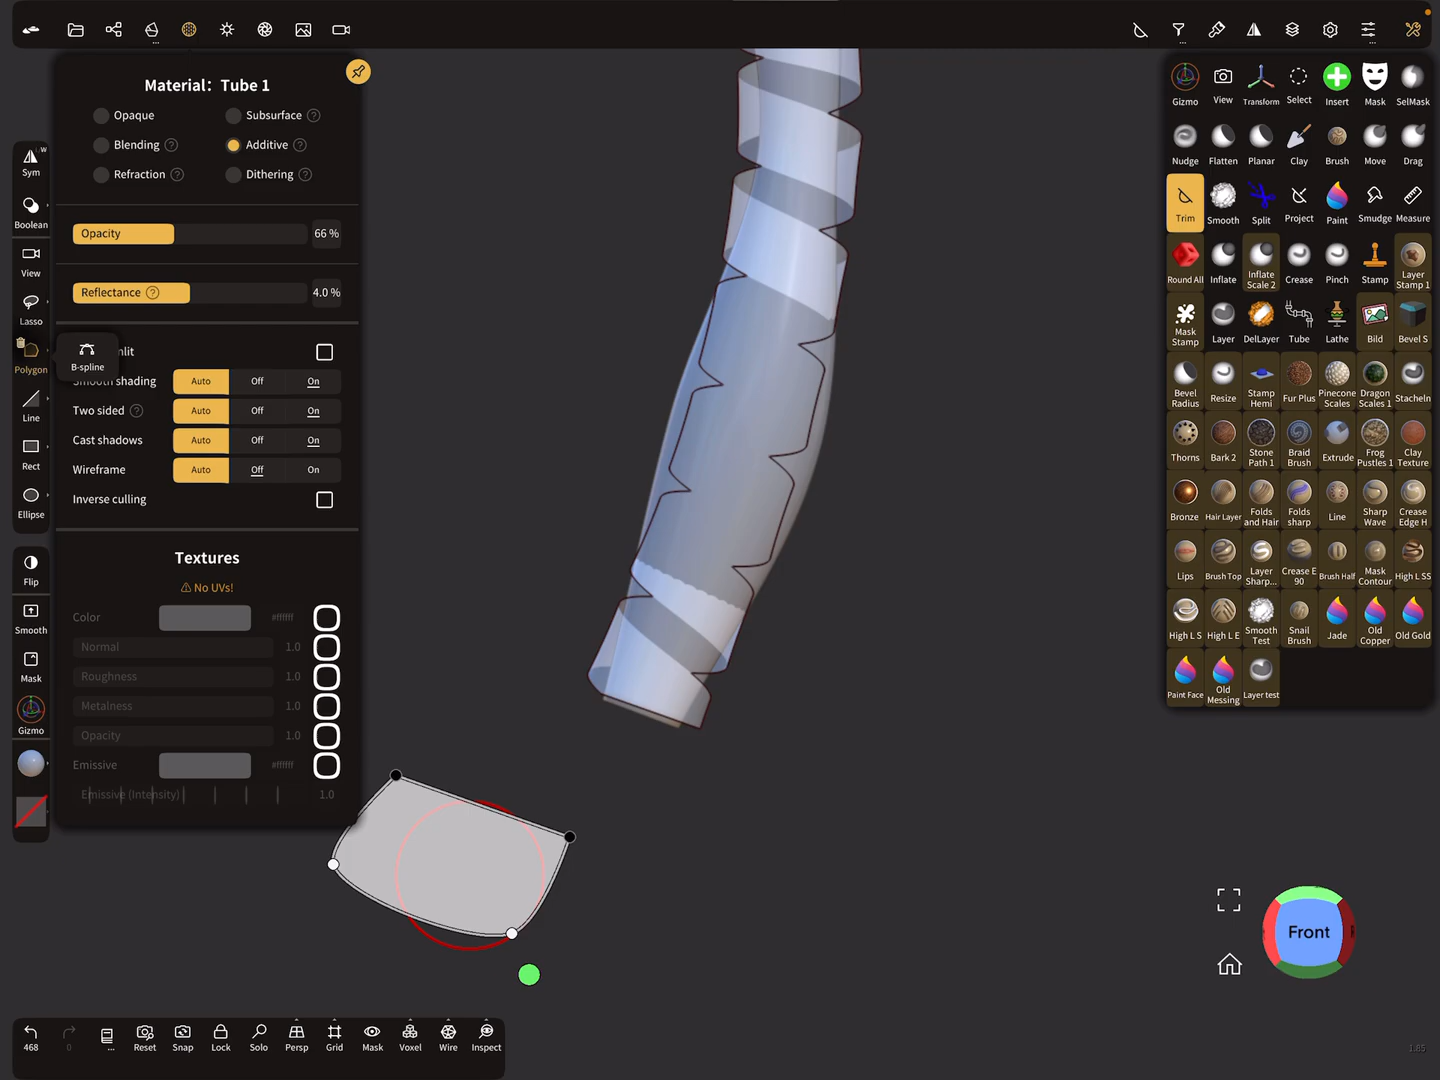 Material: Tube 1
Opaque
Subsurface
Blending
Additive
Refraction
Dithering
Opacity
66 %
Reflectance
4.0 %
nlit
Smooth shading
Auto
Off
On
Two sided
Auto
Off
On
Cast shadows
Auto
Off
On
Wireframe
Auto
Off
On
Inverse culling
Textures
No UVs!
Color
#ffffff
Normal
1.0
Roughness
1.0
Metalness
1.0
Opacity
1.0
Emissive
#ffffff
Emissive (Intensity)
1.0
Sym
Boolean
View
Lasso
Polygon
B-spline
Line
Rect
Ellipse
Flip
Smooth
Mask
Gizmo
Gizmo
View
Transform
Select
Insert
Mask
SelMask
Nudge
Flatten
Planar
Clay
Brush
Move
Drag
Trim
Smooth
Split
Project
Paint
Smudge
Measure
Round All
Inflate
Inflate
Scale 2
Crease
Pinch
Stamp
Layer
Stamp 1
Mask
Stamp
Layer
DelLayer
Tube
Lathe
Bild
Bevel S
Bevel
Radius
Resize
Stamp
Hemi
Fur Plus
Pinecone
Scales
Dragon
Scales 1
Stacheln
Thorns
Bark 2
Stone
Path 1
Braid
Brush
Extrude
Frog
Pustles 1
Clay
Texture
Bronze
Hair Layer
Folds
and Hair
Folds
sharp
Line
Sharp
Wave
Crease
Edge H
Lips
Brush Top
Layer
Sharp...
Crease E
90
Brush Half
Mask
Contour
High L SS
High L S
High L E
Smooth
Test
Snail
Brush
Jade
Old
Copper
Old Gold
Paint Face
Old
Messing
Layer test
Front
468
0
...
Reset
Snap
Lock
Solo
Persp
Grid
Mask
Voxel
Wire
Inspect
1.85